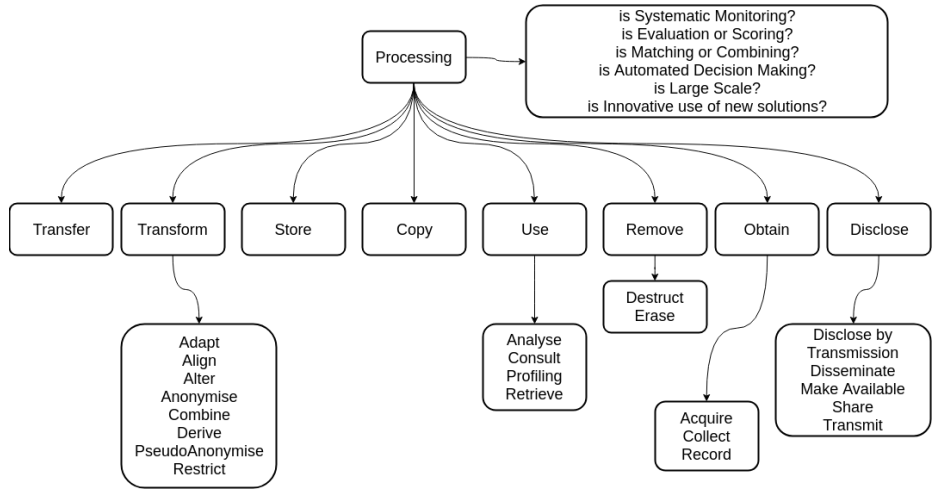 is Systematic Monitoring?
is Evaluation or Scoring?
is Matching or Combining?
is Automated Decision Making?
is Large Scale?
is Innovative use of new solutions?
Processing
Transfer
Transform
Store
Copy
Use
Remove
Obtain
Disclose
Adapt
Align
Alter
Anonymise
Combine
Derive
PseudoAnonymise
Restrict
Analyse
Consult
Profiling
Retrieve
Destruct
Erase
Acquire
Collect
Record
Disclose by
Transmission
Disseminate
Make Available
Share
Transmit